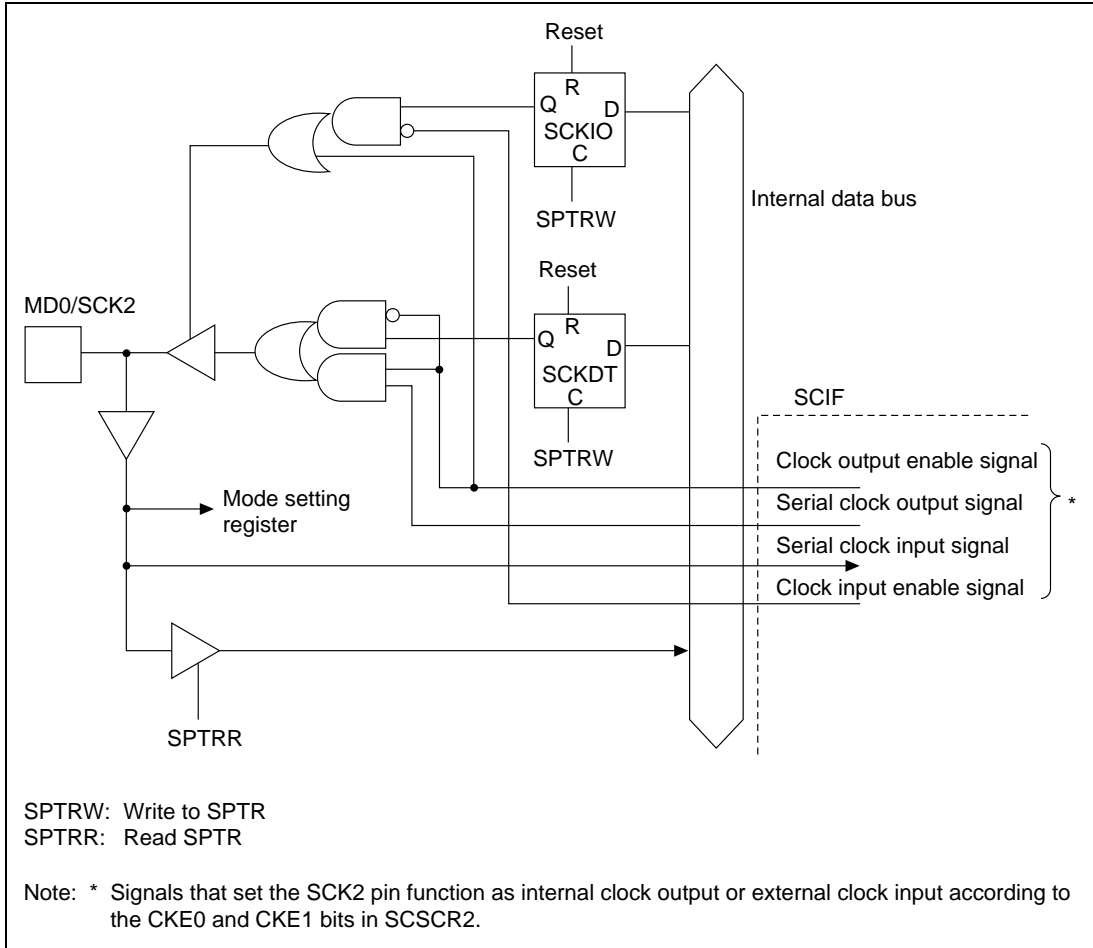 Reset
R
Q
D
SCKIO
C
SPTRW
Internal data bus
Reset
MD0/SCK2
R
Q
D
SCKDT
C
SPTRW
SCIF
Clock output enable signal
Serial clock output signal
Serial clock input signal
Clock input enable signal
*
Mode setting
register
SPTRR
SPTRW: Write to SPTR
SPTRR: Read SPTR
Note: * Signals that set the SCK2 pin function as internal clock output or external clock input according to
the CKE0 and CKE1 bits in SCSCR2.